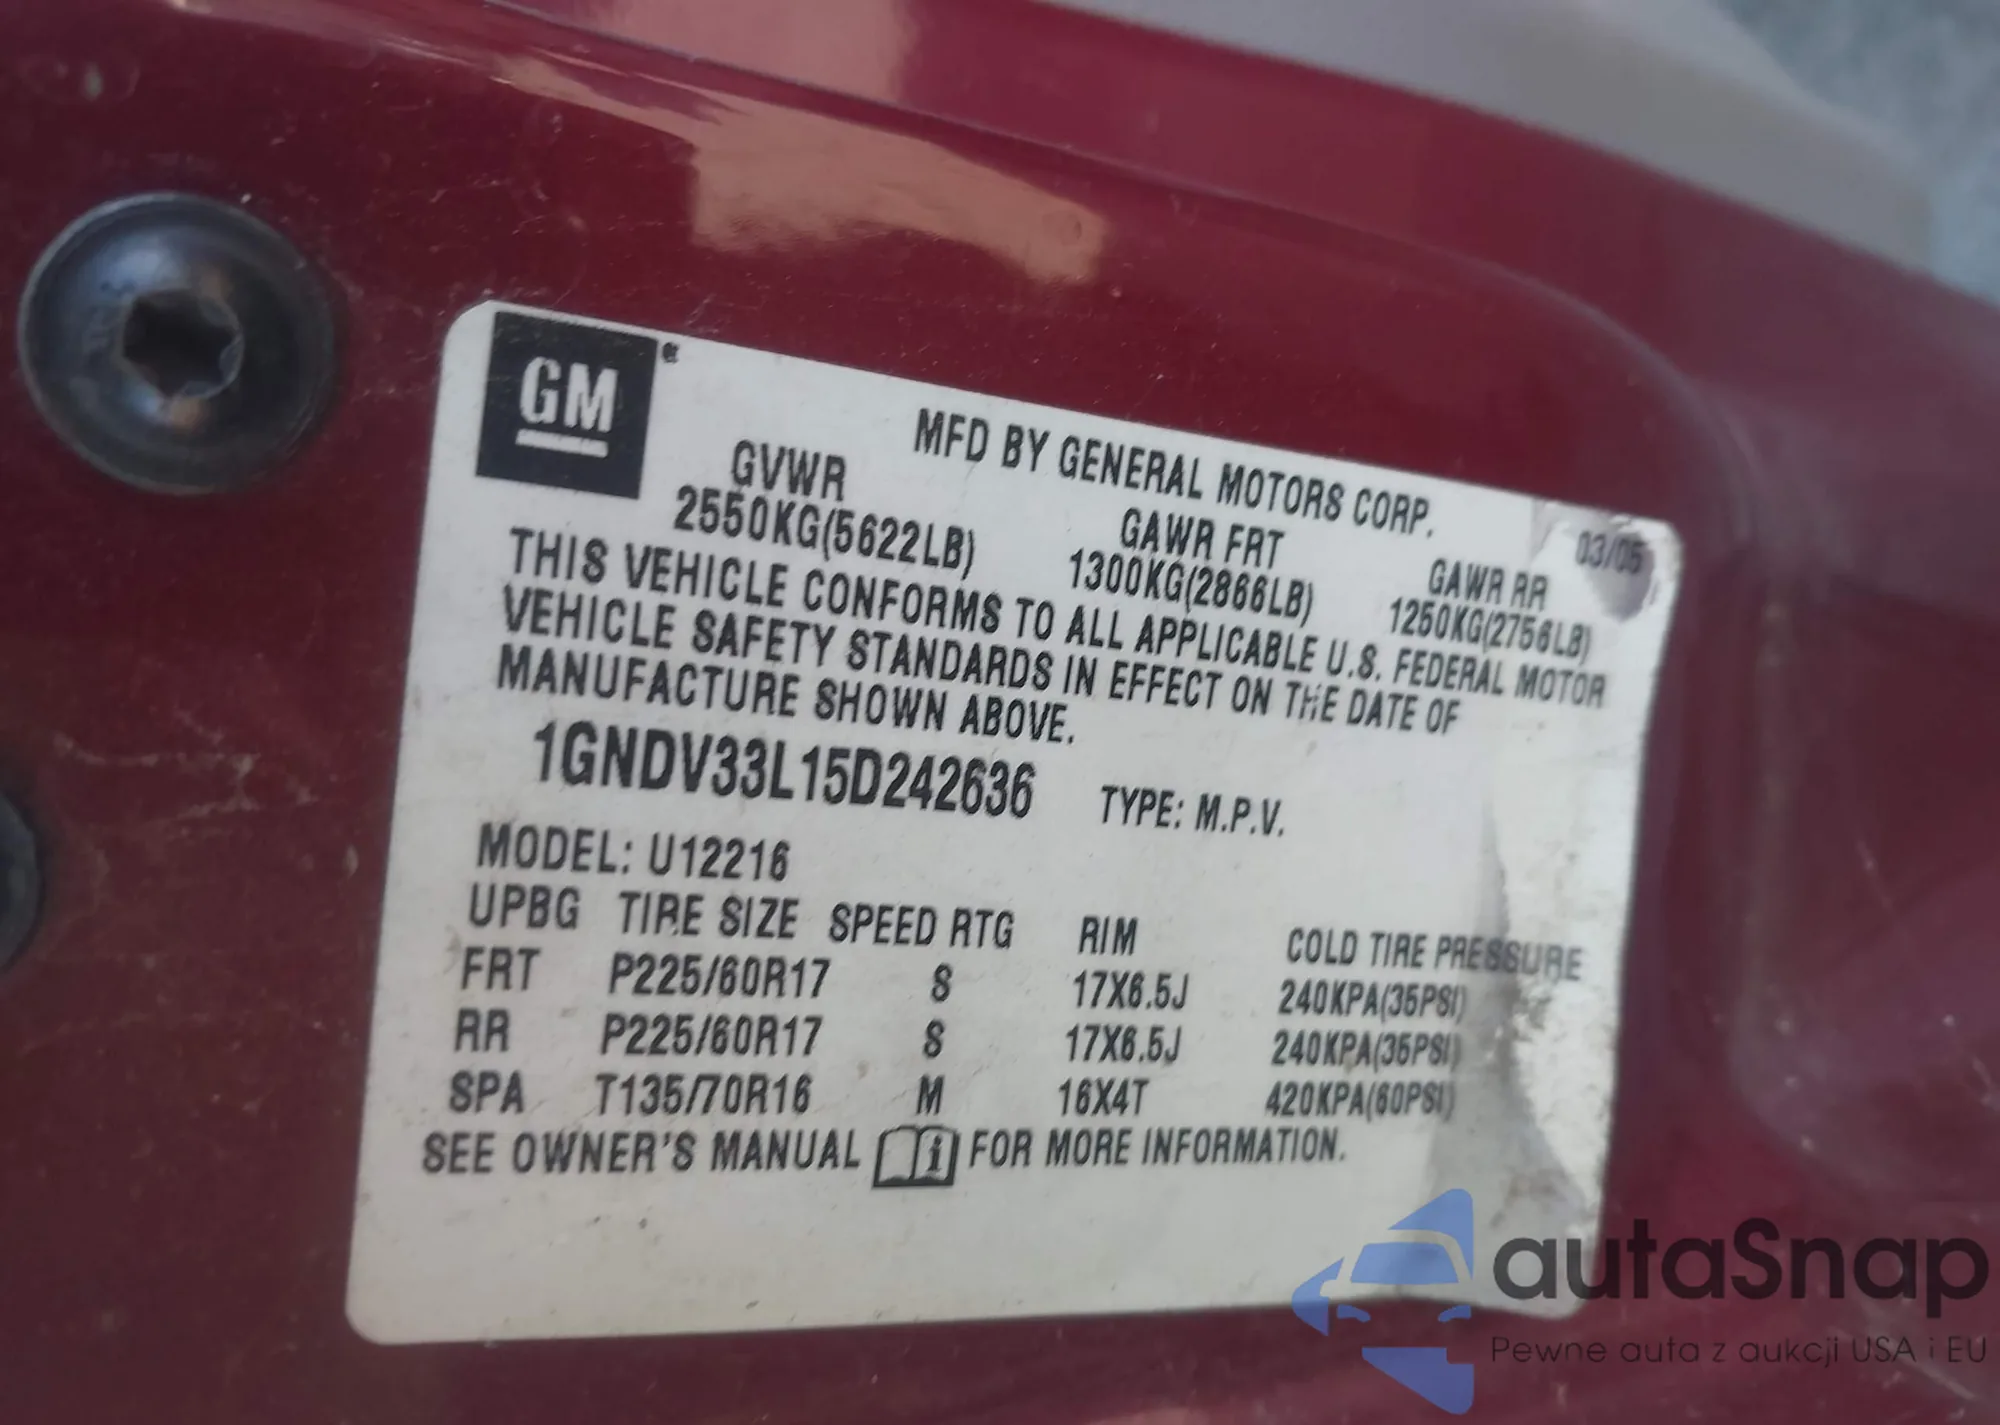 GM
MFD BY GENERAL MOTORS CORP.
03/05
GVWR GAWR FRT GAWR RR
2550KG(5622LB) 1300KG(2866LB) 1250KG(2756LB)
THIS VEHICLE CONFORMS TO ALL APPLICABLE U.S. FEDERAL MOTOR
VEHICLE SAFETY STANDARDS IN EFFECT ON THE DATE OF
MANUFACTURE SHOWN ABOVE.
1GNDV33L15D242636 TYPE: M.P.V.
MODEL: U12216
UPBG TIRE SIZE SPEED RTG RIM COLD TIRE PRESSURE
FRT P225/60R17 S 17X6.5J 240KPA(35PSI)
RR P225/60R17 S 17X6.5J 240KPA(35PSI)
SPA T135/70R16 M 16X4T 420KPA(60PSI)
SEE OWNER'S MANUAL i FOR MORE INFORMATION.
autaSnap
Pewne auta z aukcji USA i EU